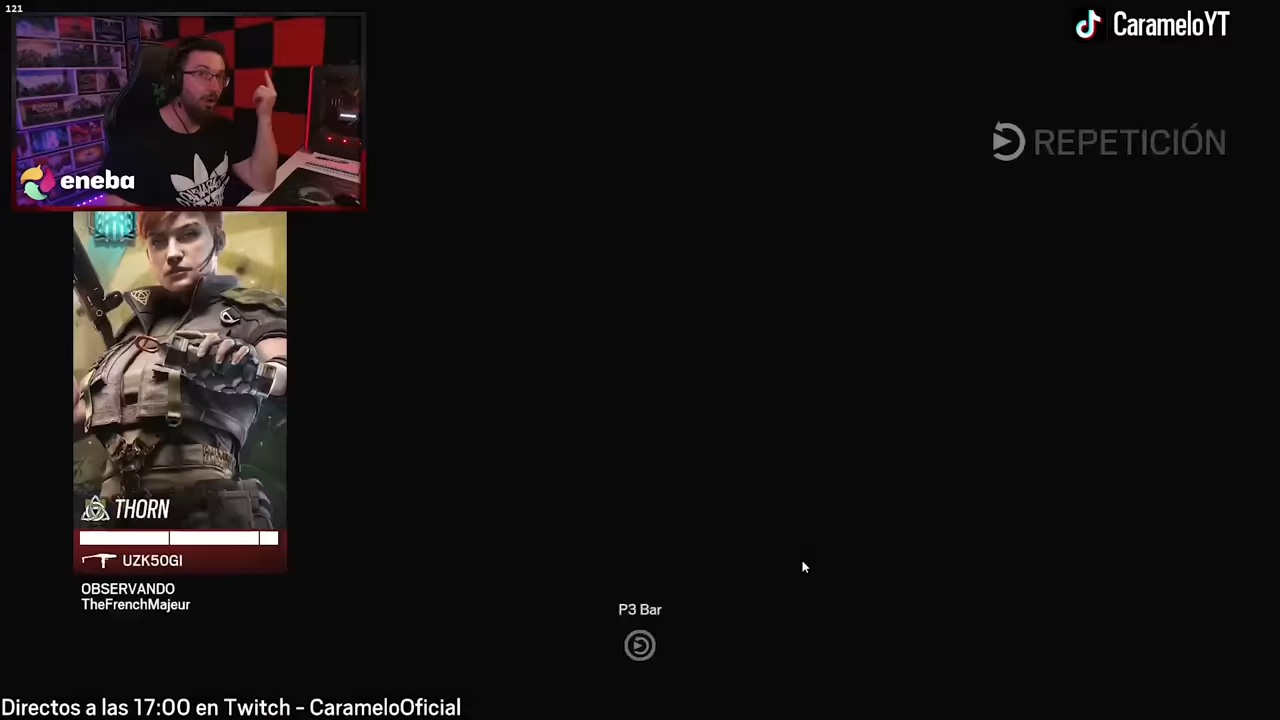 121
CarameloYT
REPETICIÓN
eneba
THORN
UZK50GI
OBSERVANDO
TheFrenchMajeur
P3 Bar
Directos a las 17:00 en Twitch - CarameloOficial